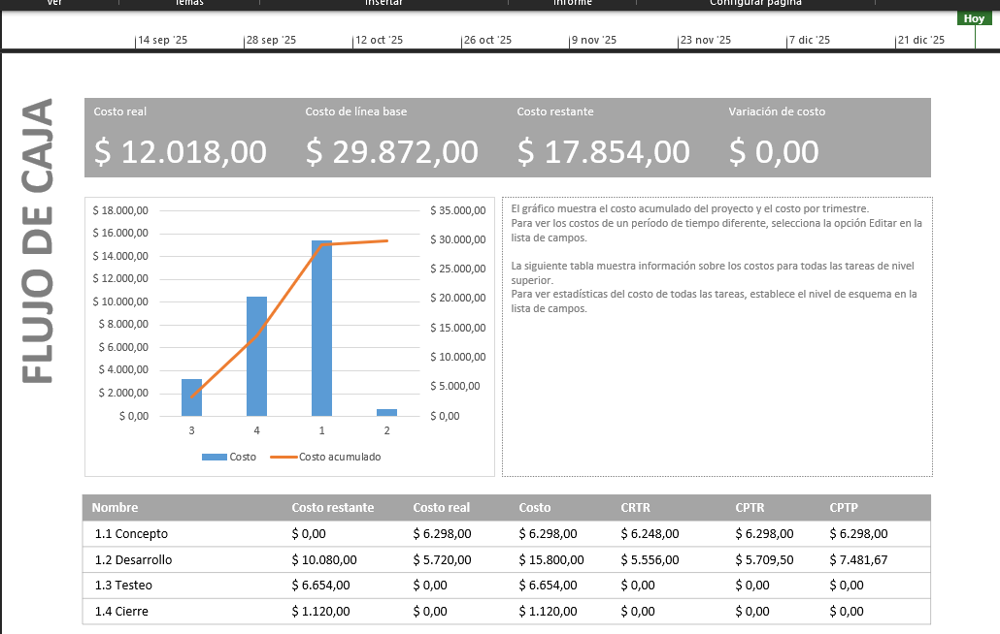 Ver Temas Insertar Informe Configurar página
Hoy
14 sep '25 28 sep '25 12 oct '25 26 oct '25 9 nov '25 23 nov '25 7 dic '25 21 dic '25
FLUJO DE CAJA
Costo real Costo de línea base Costo restante Variación de costo
$ 12.018,00 $ 29.872,00 $ 17.854,00 $ 0,00
$ 18.000,00
$ 16.000,00
$ 14.000,00
$ 12.000,00
$ 10.000,00
$ 8.000,00
$ 6.000,00
$ 4.000,00
$ 2.000,00
$ 0,00
$ 35.000,00
$ 30.000,00
$ 25.000,00
$ 20.000,00
$ 15.000,00
$ 10.000,00
$ 5.000,00
$ 0,00
3 4 1 2
Costo Costo acumulado
El gráfico muestra el costo acumulado del proyecto y el costo por trimestre.
Para ver los costos de un período de tiempo diferente, selecciona la opción Editar en la
lista de campos.
La siguiente tabla muestra información sobre los costos para todas las tareas de nivel
superior.
Para ver estadísticas del costo de todas las tareas, establece el nivel de esquema en la
lista de campos.
Nombre Costo restante Costo real Costo CRTR CPTR CPTP
1.1 Concepto $ 0,00 $ 6.298,00 $ 6.298,00 $ 6.248,00 $ 6.298,00 $ 6.298,00
1.2 Desarrollo $ 10.080,00 $ 5.720,00 $ 15.800,00 $ 5.556,00 $ 5.709,50 $ 7.481,67
1.3 Testeo $ 6.654,00 $ 0,00 $ 6.654,00 $ 0,00 $ 0,00 $ 0,00
1.4 Cierre $ 1.120,00 $ 0,00 $ 1.120,00 $ 0,00 $ 0,00 $ 0,00